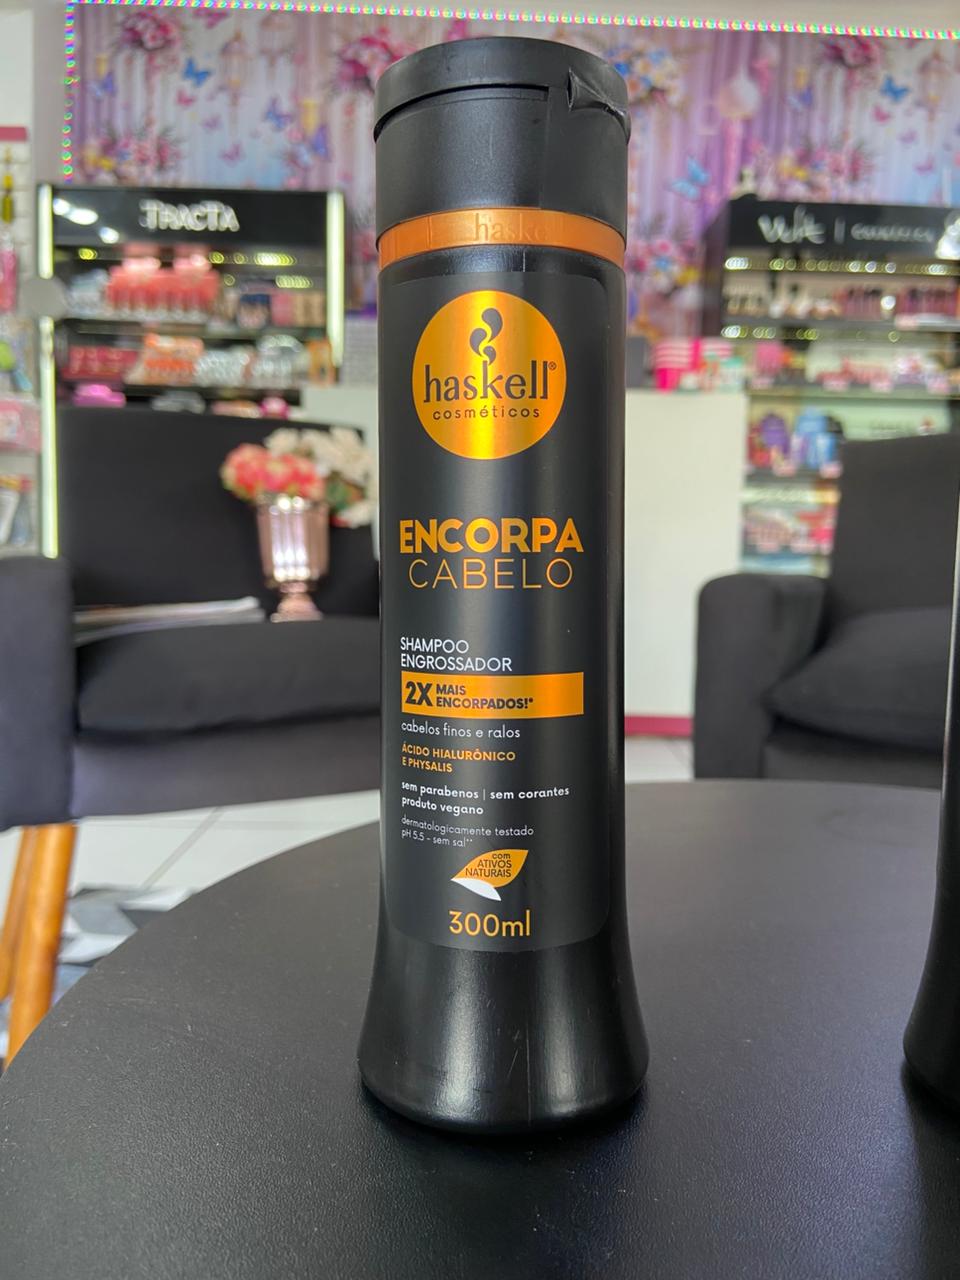 TRACTA
haske
haskell®
cosméticos
ENCORPA
CABELO
SHAMPOO
ENGROSSADOR
2X MAIS
ENCORPADOS!*
cabelos finos e ralos
ÁCIDO HIALURÔNICO
E PHYSALIS
sem parabenos | sem corantes
produto vegano
dermatologicamente testado
pH 5.5 - sem sal**
com
ATIVOS
NATURAIS
300ml